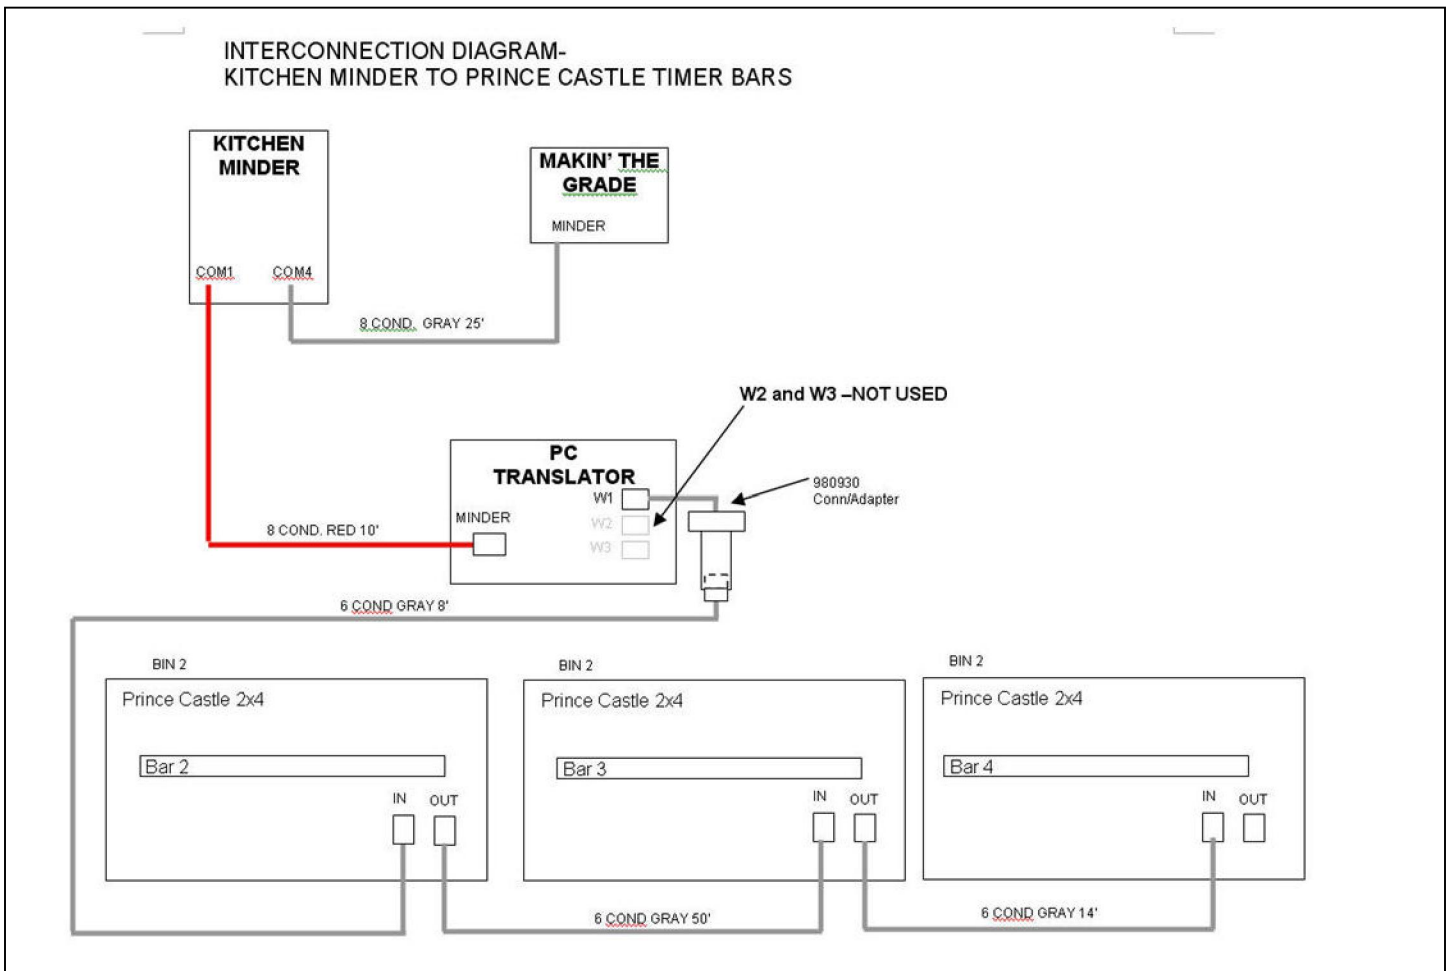 INTERCONNECTION DIAGRAM-
KITCHEN MINDER TO PRINCE CASTLE TIMER BARS
KITCHEN
MINDER
COM1
COM4
MAKIN' THE
GRADE
MINDER
8 COND. GRAY 25'
W2 and W3 –NOT USED
PC
TRANSLATOR
W1
W2
W3
MINDER
980930
Conn/Adapter
8 COND. RED 10'
6 COND GRAY 8'
BIN 2
Prince Castle 2x4
Bar 2
IN
OUT
BIN 2
Prince Castle 2x4
Bar 3
IN
OUT
BIN 2
Prince Castle 2x4
Bar 4
IN
OUT
6 COND GRAY 50'
6 COND GRAY 14'